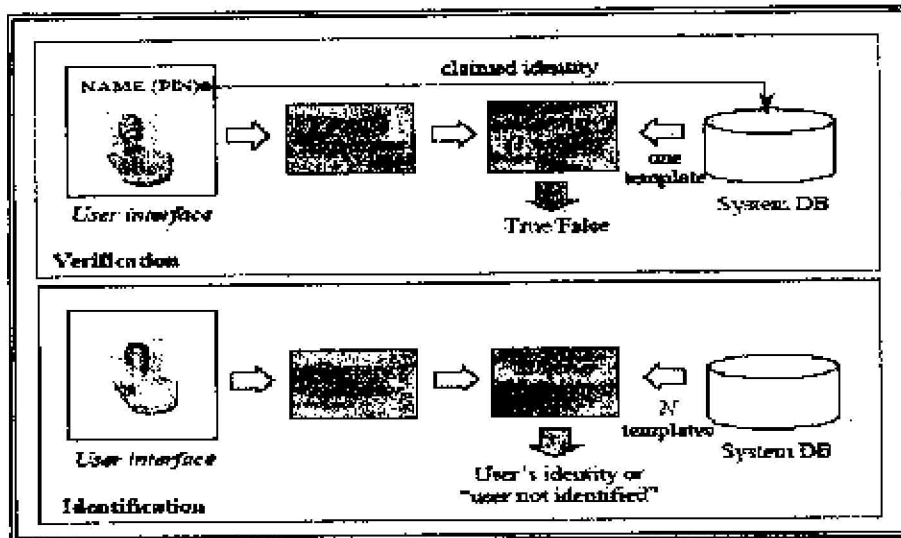 NAME (PIN)
claimed identity
one
template
User interface
True/False
System DB
Verification
N
templates
User interface
System DB
User's identity or
"user not identified"
Identification